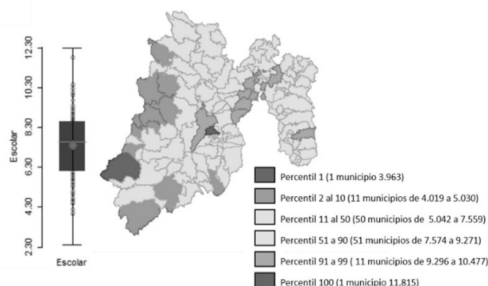 12.30
10.30
8.30
6.30
4.30
2.30
Escolar
Escolar
Percentil 1 (1 municipio 3.963)
Percentil 2 al 10 (11 municipios de 4.019 a 5.030)
Percentil 11 al 50 (50 municipios de 5.042 a 7.559)
Percentil 51 a 90 (51 municipios de 7.574 a 9.271)
Percentil 91 a 99 ( 11 municipios de 9.296 a 10.477)
Percentil 100 (1 municipio 11.815)